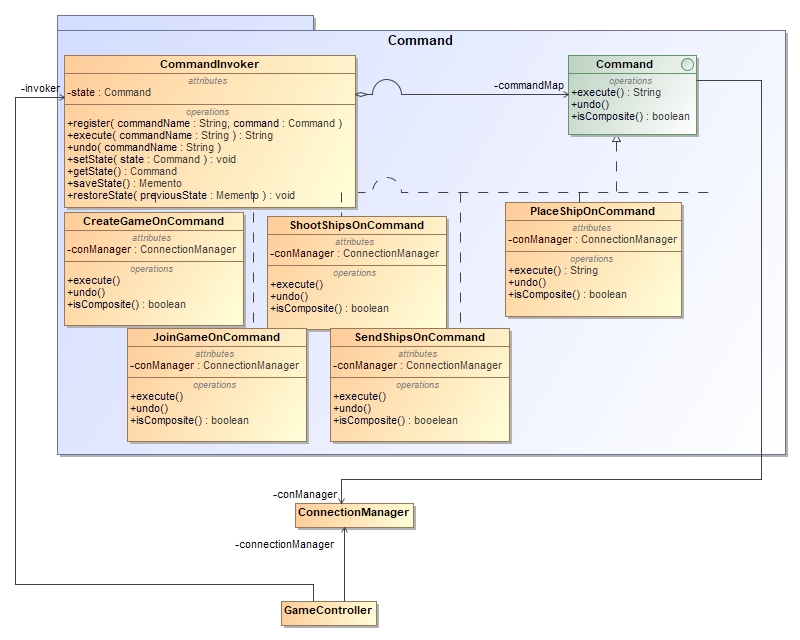 Command
CommandInvoker
attributes
-state : Command
operations
+register( commandName : String, command : Command )
+execute( commandName : String ) : String
+undo( commandName : String )
+setState( state : Command ) : void
+getState() : Command
+saveState() : Memento
+restoreState( previousState : Memento ) : void
-invoker
-commandMap
Command
operations
+execute() : String
+undo()
+isComposite() : boolean
CreateGameOnCommand
attributes
-conManager : ConnectionManager
operations
+execute()
+undo()
+isComposite() : boolean
ShootShipsOnCommand
attributes
-conManager : ConnectionManager
operations
+execute()
+undo()
+isComposite() : boolean
PlaceShipOnCommand
attributes
-conManager : ConnectionManager
operations
+execute() : String
+undo()
+isComposite() : boolean
JoinGameOnCommand
attributes
-conManager : ConnectionManager
operations
+execute()
+undo()
+isComposite() : boolean
SendShipsOnCommand
attributes
-conManager : ConnectionManager
operations
+execute()
+undo()
+isComposite() : booelean
-conManager
ConnectionManager
-connectionManager
GameController